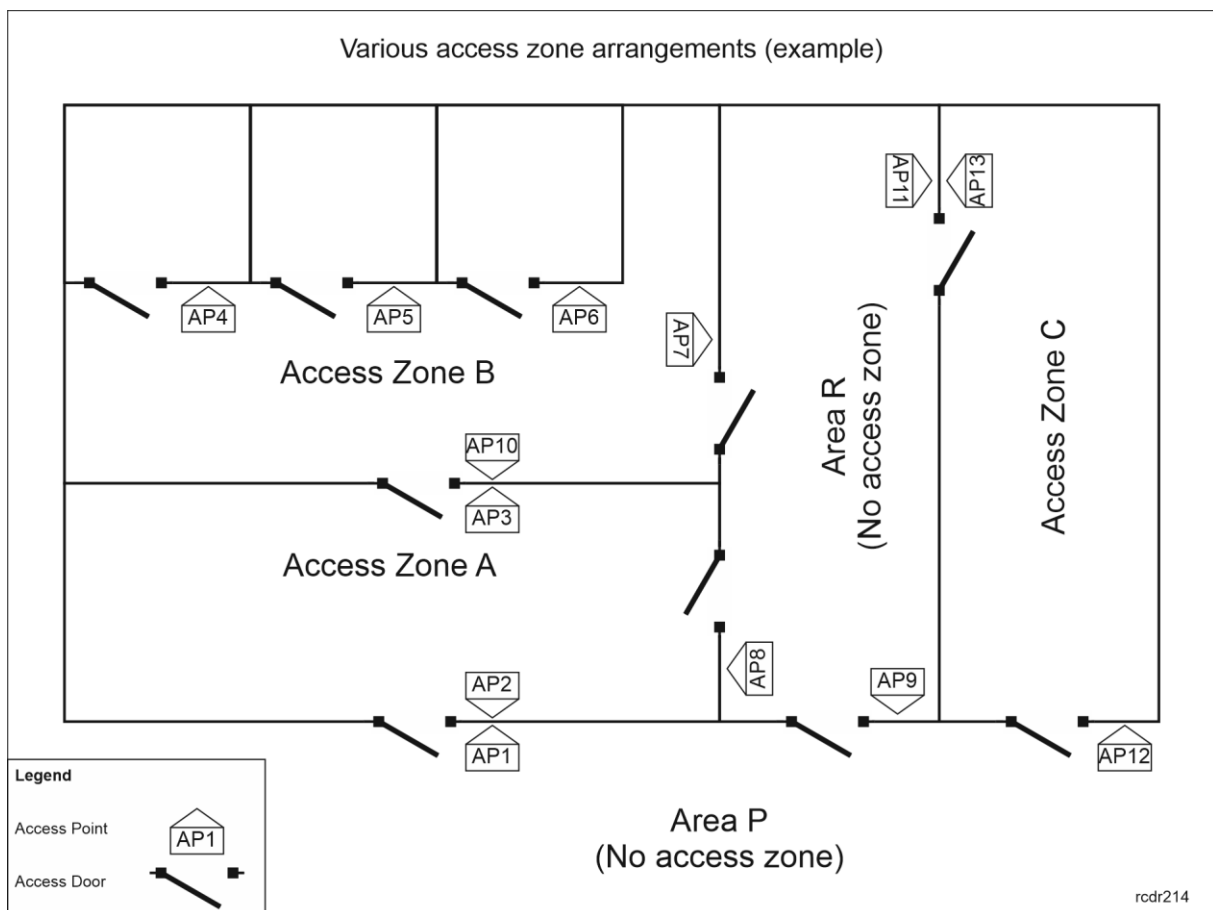 Various access zone arrangements (example)
AP11
AP13
AP4
AP5
AP6
AP7
Access Zone B
Area R
(No access zone)
Access Zone C
AP10
AP3
Access Zone A
AP8
AP2
AP1
AP9
AP12
Area P
(No access zone)
Legend
Access Point
AP1
Access Door
rcdr214